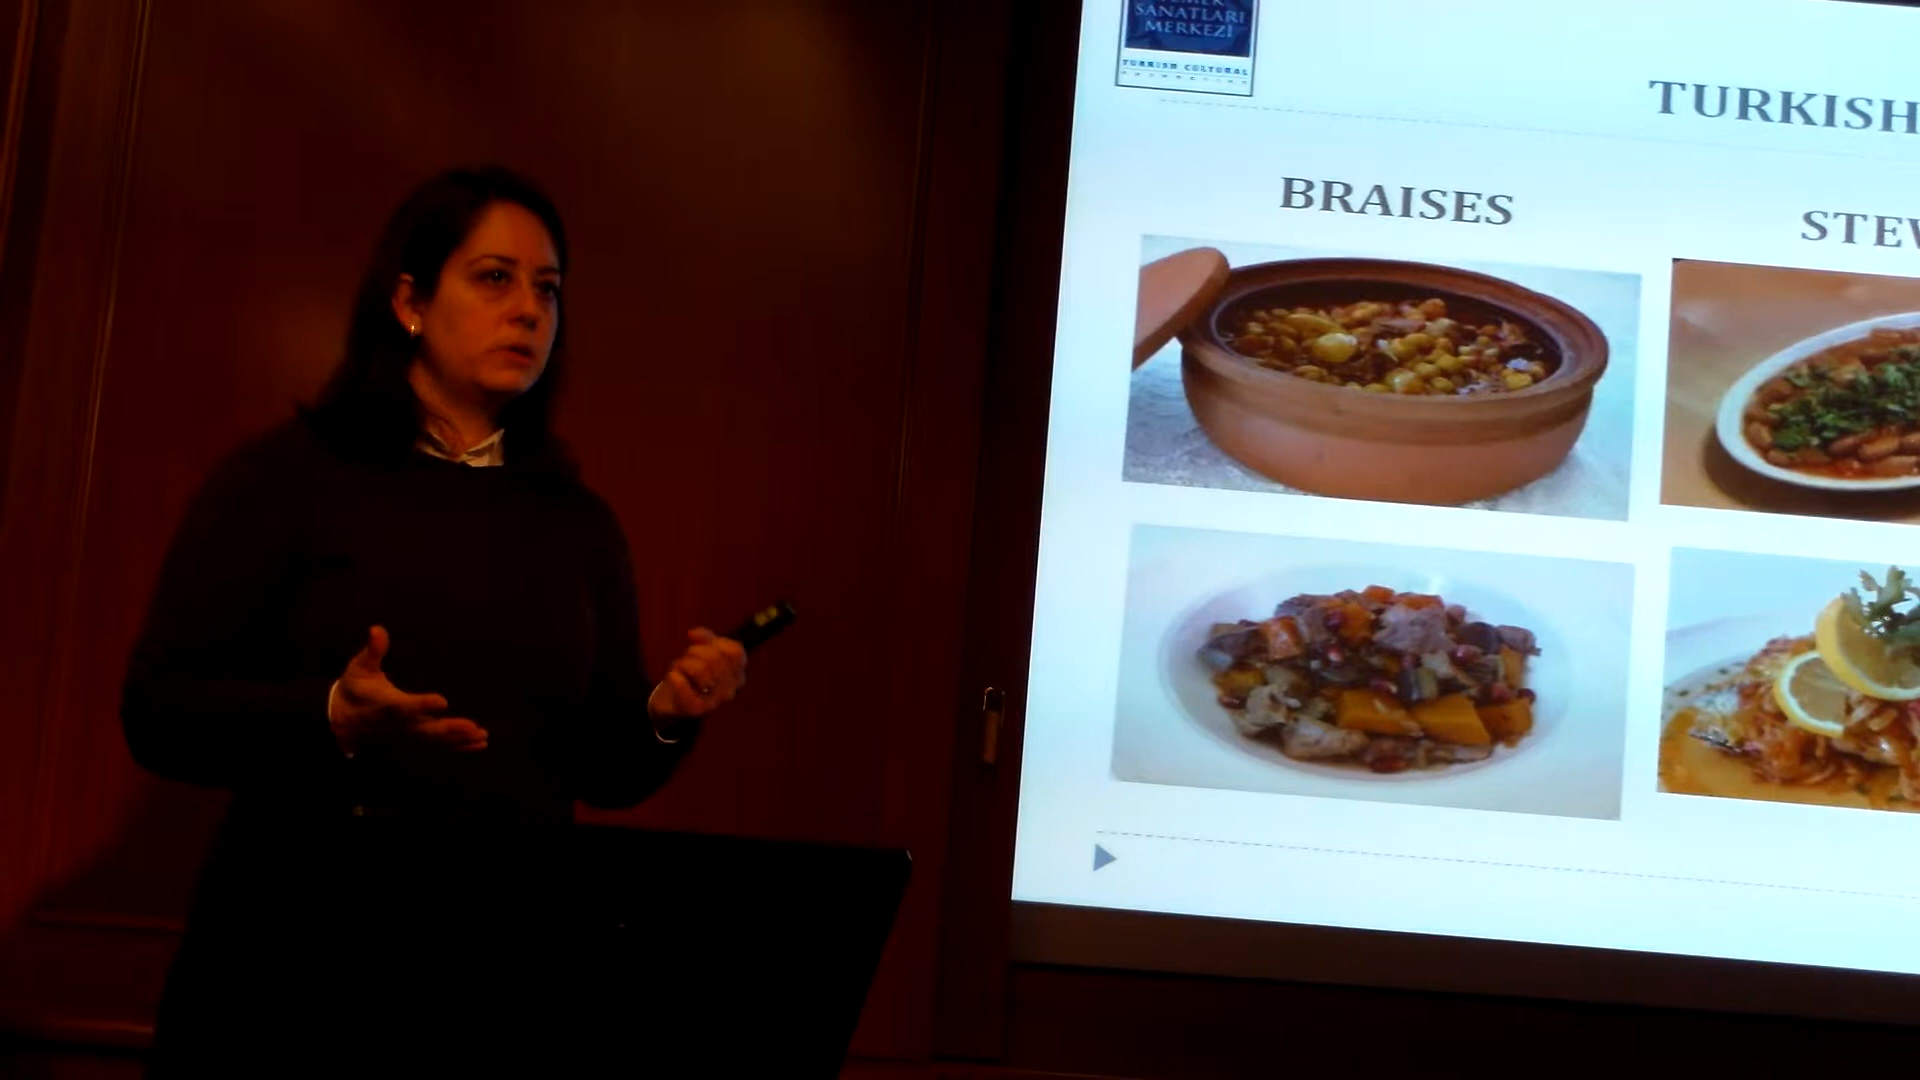 SANATLARI
MERKEZİ
TURKISH CULTURAL
TURKISH
BRAISES
STEW